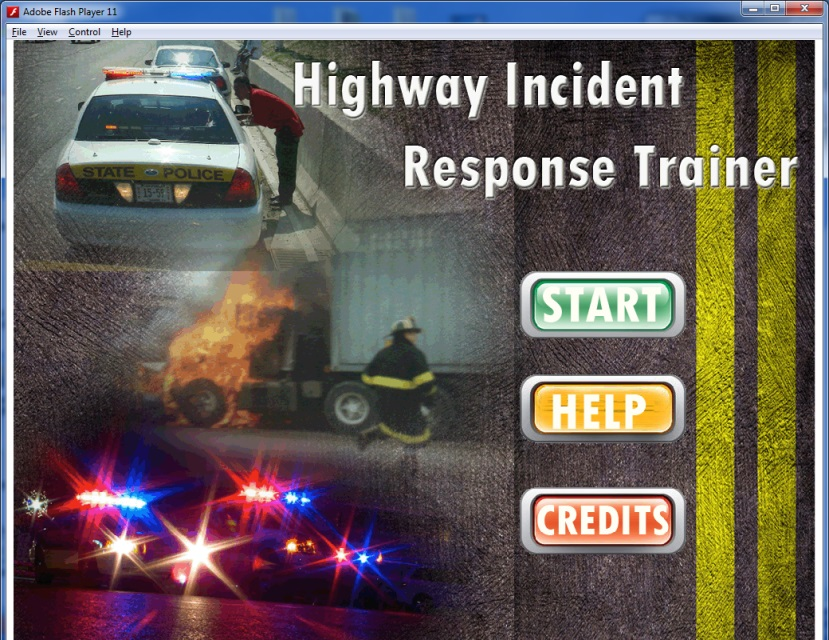 Adobe Flash Player 11
File View Control Help
Highway Incident
Response Trainer
STATE POLICE
START
HELP
CREDITS